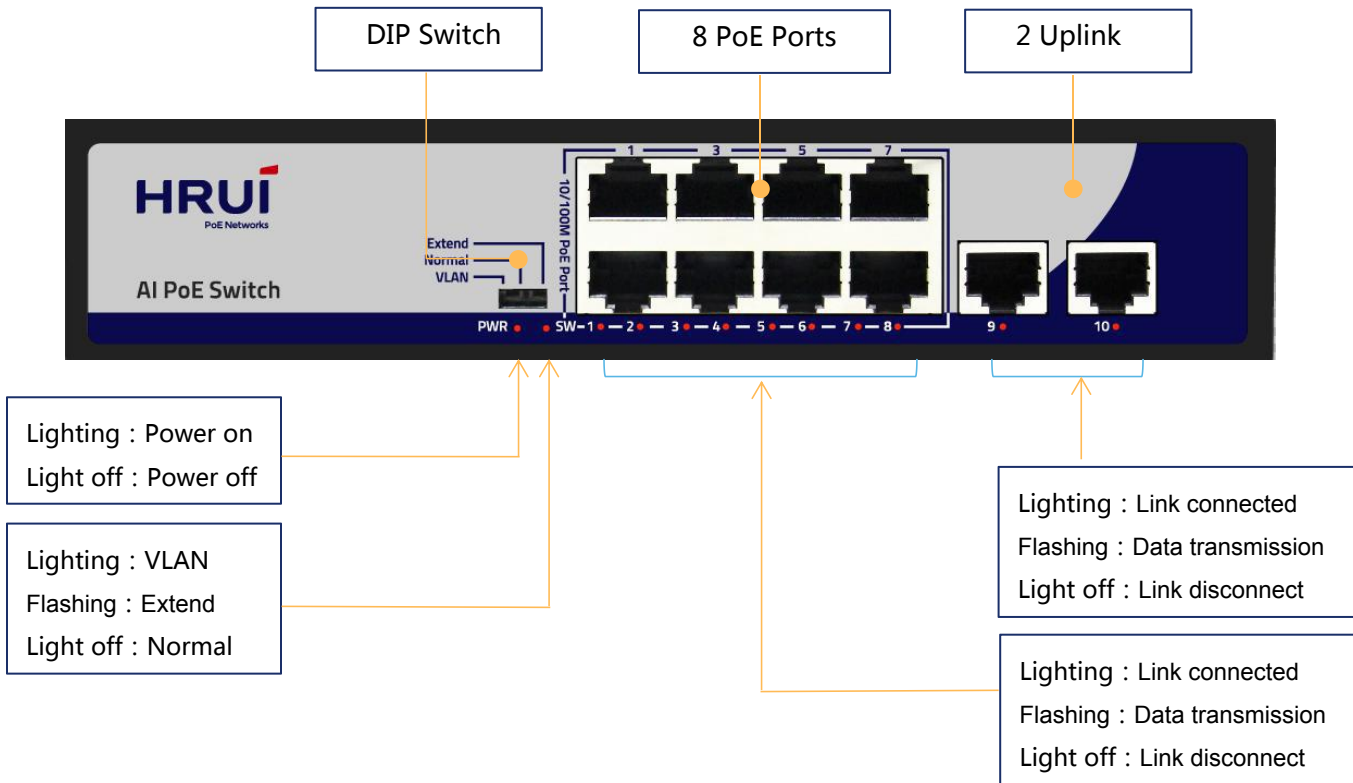 DIP Switch
8 PoE Ports
2 Uplink
HRUI
PoE Networks
AI PoE Switch
Extend
Normal
VLAN
10/100M PoE Port
1 3 5 7
PWR
SW-1 2 3 4 5 6 7 8
9
10
Lighting：Power on
Light off：Power off
Lighting：VLAN
Flashing：Extend
Light off：Normal
Lighting：Link connected
Flashing：Data transmission
Light off：Link disconnect
Lighting：Link connected
Flashing：Data transmission
Light off：Link disconnect